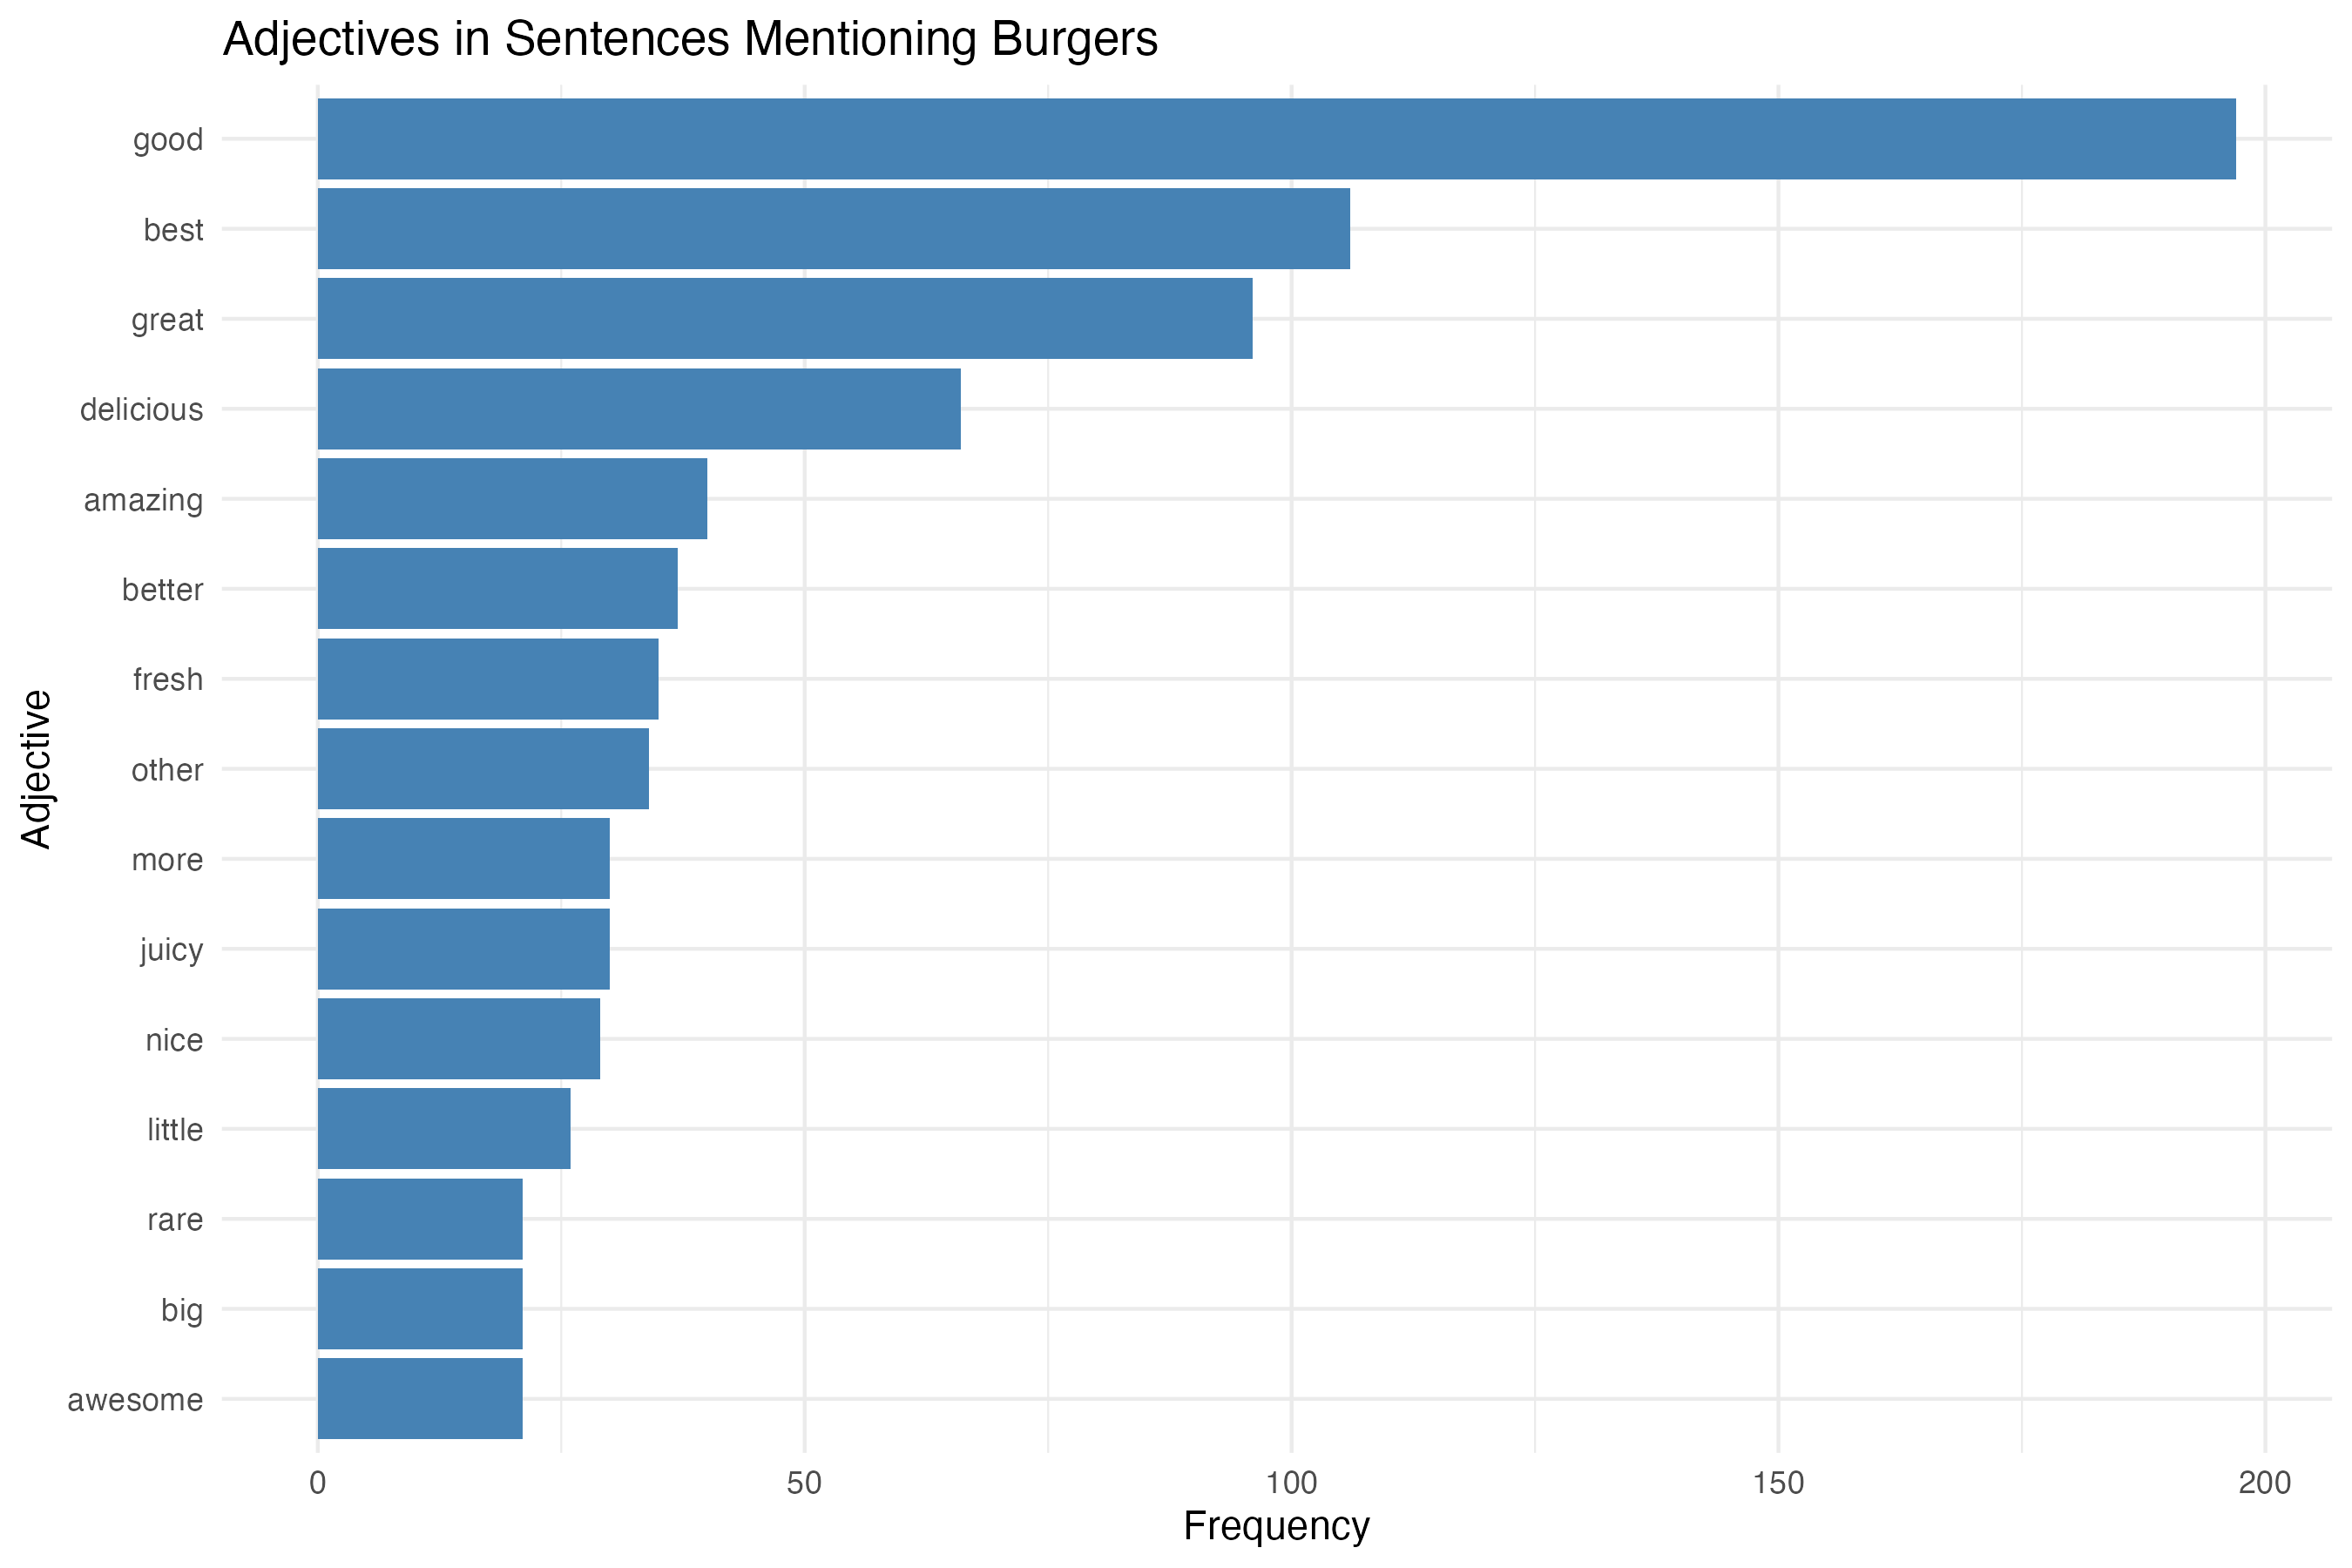 Adjectives in Sentences Mentioning Burgers
Adjective
good
best
great
delicious
amazing
better
fresh
other
more
juicy
nice
little
rare
big
awesome
0 50 100 150 200
Frequency